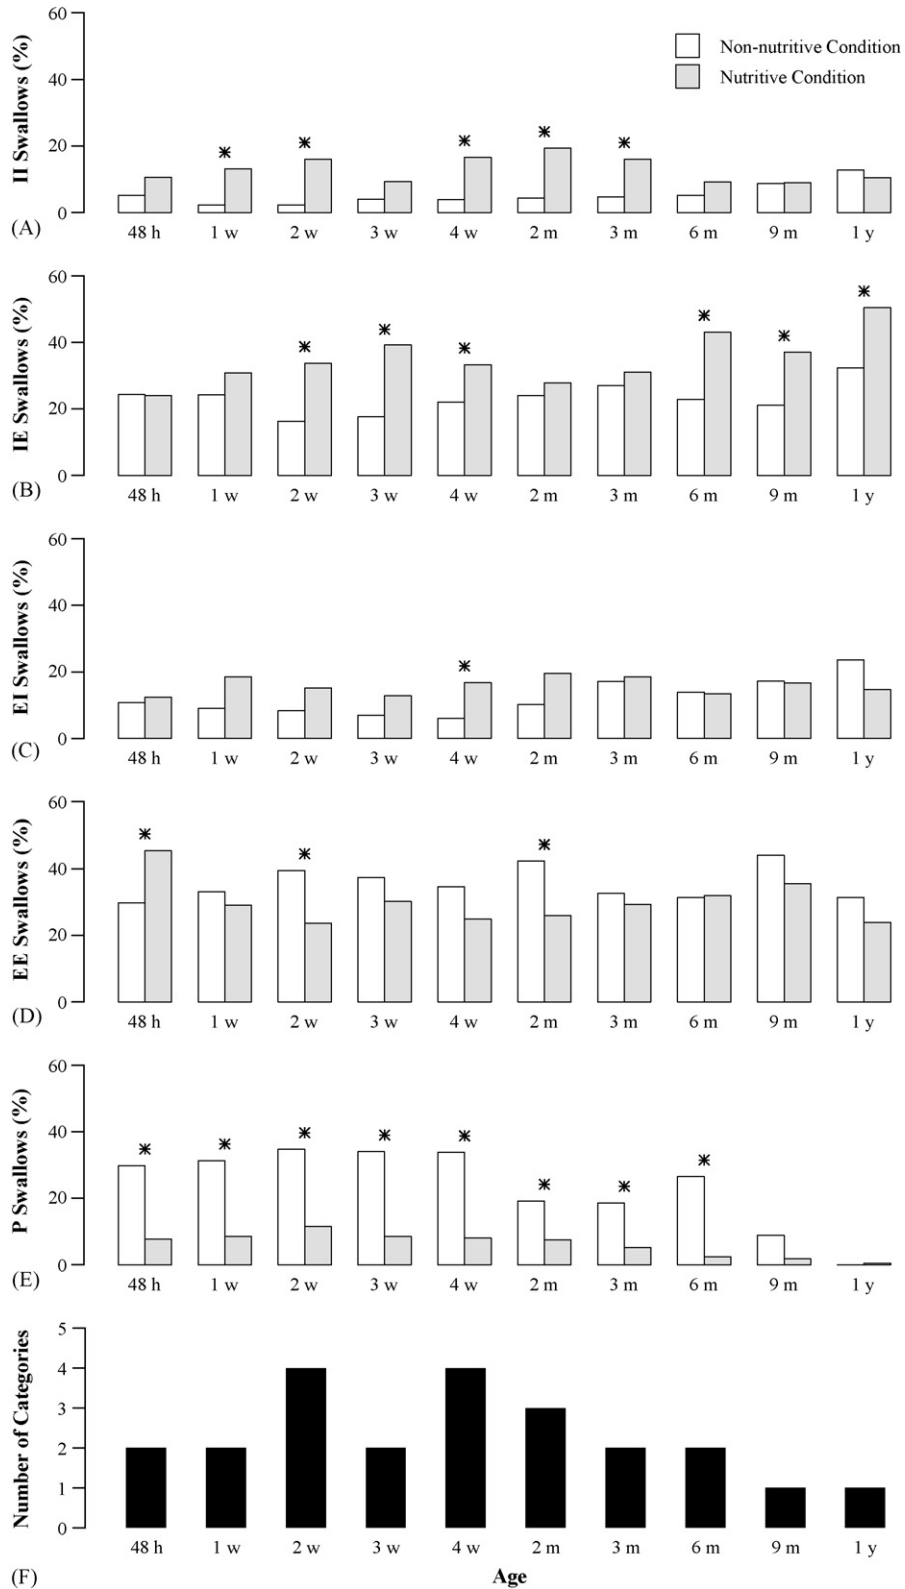 II Swallows (%)
60
40
20
0
Non-nutritive Condition
Nutritive Condition
* * * * *
(A)
48 h 1 w 2 w 3 w 4 w 2 m 3 m 6 m 9 m 1 y
IE Swallows (%)
60
40
20
0
* * * * * *
(B)
48 h 1 w 2 w 3 w 4 w 2 m 3 m 6 m 9 m 1 y
EI Swallows (%)
60
40
20
0
*
(C)
48 h 1 w 2 w 3 w 4 w 2 m 3 m 6 m 9 m 1 y
EE Swallows (%)
60
40
20
0
* * *
(D)
48 h 1 w 2 w 3 w 4 w 2 m 3 m 6 m 9 m 1 y
P Swallows (%)
60
40
20
0
* * * * * * * *
(E)
48 h 1 w 2 w 3 w 4 w 2 m 3 m 6 m 9 m 1 y
Number of Categories
5
4
3
2
1
0
48 h 1 w 2 w 3 w 4 w 2 m 3 m 6 m 9 m 1 y
(F)
Age